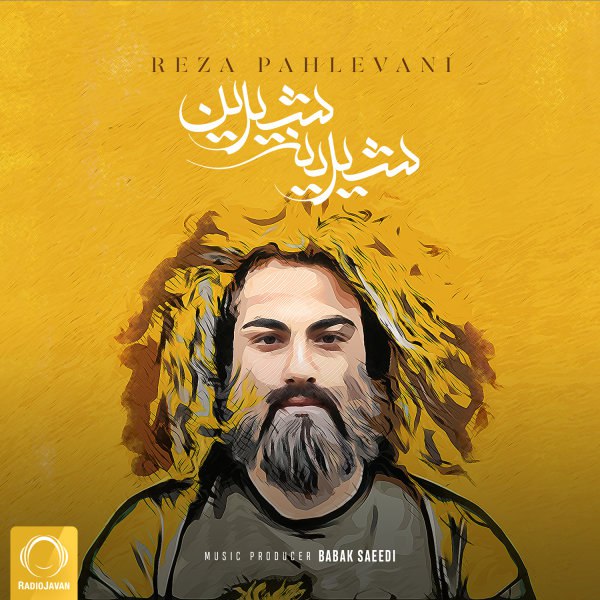 REZA PAHLEVANI
شیرین
شیرین
MUSIC PRODUCER BABAK SAEEDI
RADIOJAVAN